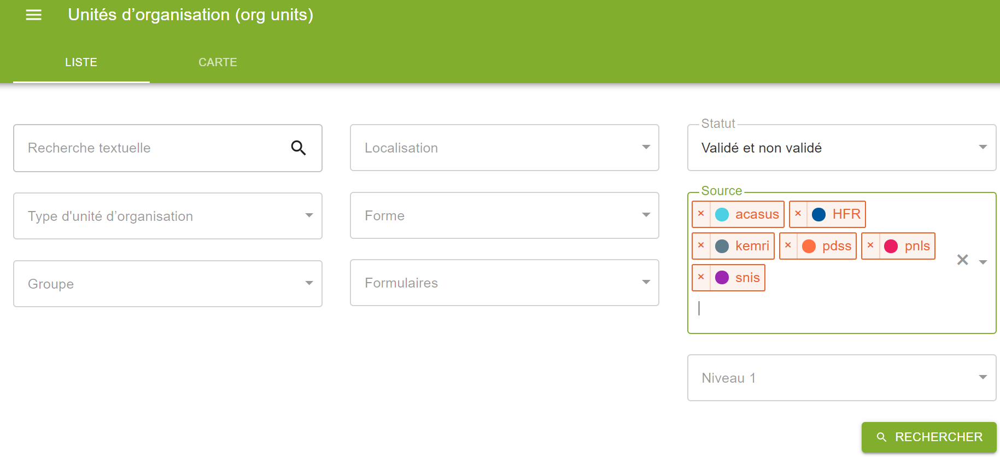 Unités d’organisation (org units)
LISTE
CARTE
Recherche textuelle
Localisation
Statut
Validé et non validé
Type d'unité d’organisation
Forme
Source
× acasus × HFR
× kemri × pdss × pnls
× snis
Groupe
Formulaires
Niveau 1
RECHERCHER